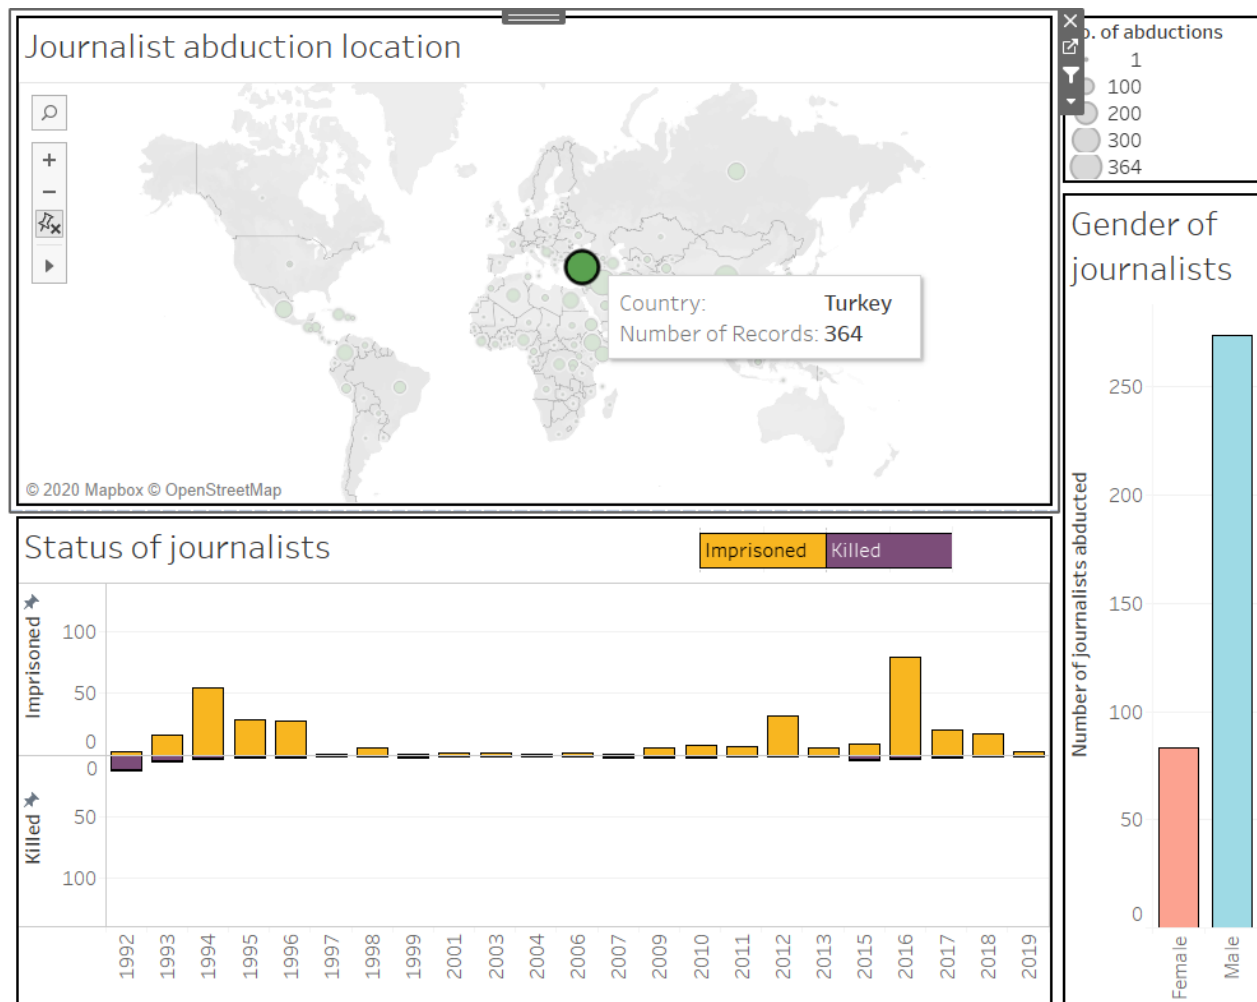 Journalist abduction location
Country: Turkey
Number of Records: 364
© 2020 Mapbox © OpenStreetMap
of abductions
1
100
200
300
364
Gender of
journalists
Number of journalists abducted
250
200
150
100
50
0
Female
Male
Status of journalists
Imprisoned
Killed
Imprisoned
100
50
0
Killed
0
50
100
1992
1993
1994
1995
1996
1997
1998
1999
2001
2003
2004
2006
2007
2009
2010
2011
2012
2013
2015
2016
2017
2018
2019